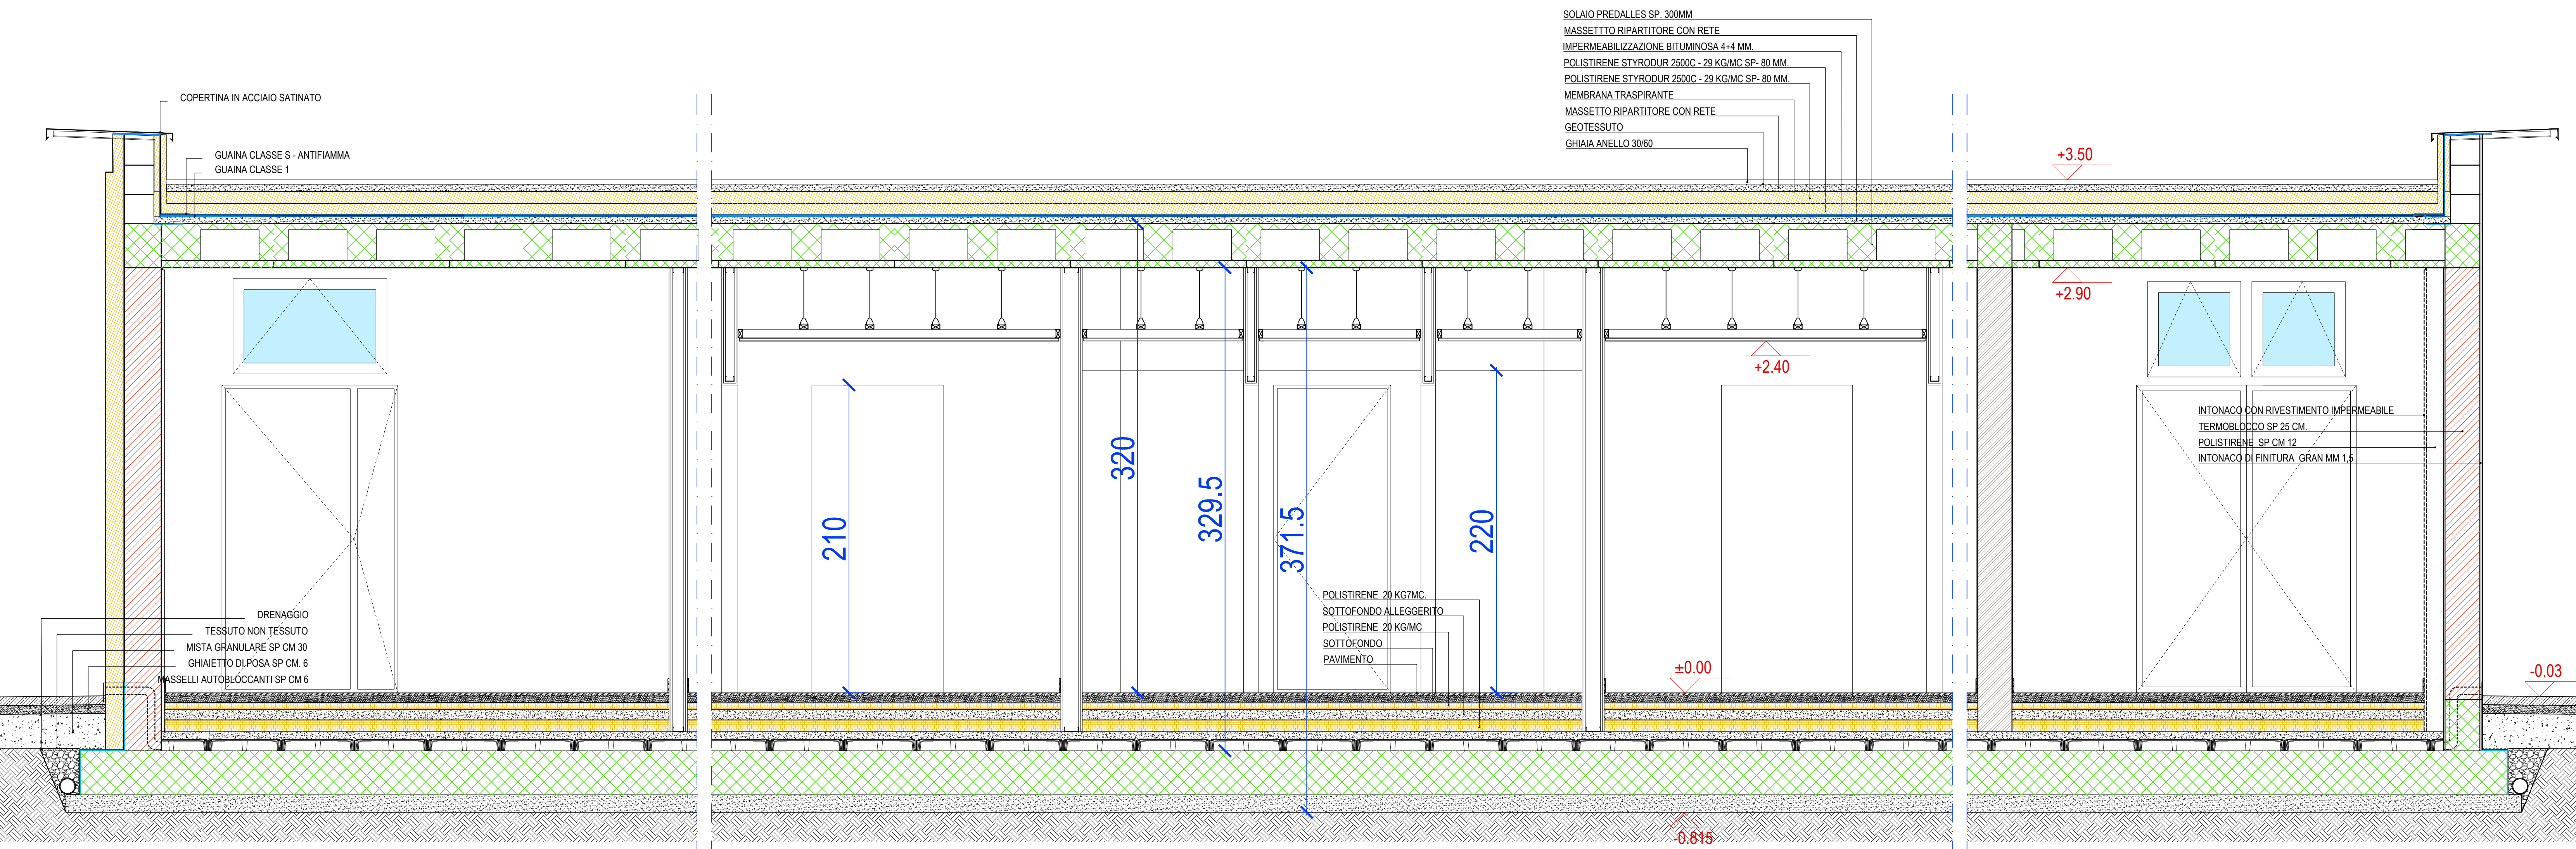 SOLAIO PREDALLES SP. 300MM
MASSETTTO RIPARTITORE CON RETE
IMPERMEABILIZZAZIONE BITUMINOSA 4+4 MM.
POLISTIRENE STYRODUR 2500C - 29 KG/MC SP- 80 MM.
POLISTIRENE STYRODUR 2500C - 29 KG/MC SP- 80 MM.
MEMBRANA TRASPIRANTE
MASSETTO RIPARTITORE CON RETE
GEOTESSUTO
GHIAIA ANELLO 30/60
COPERTINA IN ACCIAIO SATINATO
GUAINA CLASSE S - ANTIFIAMMA
GUAINA CLASSE 1
+3.50
+2.90
+2.40
INTONACO CON RIVESTIMENTO IMPERMEABILE
TERMOBLOCCO SP 25 CM.
POLISTIRENE SP CM 12
INTONACO DI FINITURA GRAN MM 1,5
210
320
329.5
371.5
220
POLISTIRENE 20 KG7MC.
SOTTOFONDO ALLEGGERITO
POLISTIRENE 20 KG/MC
SOTTOFONDO
PAVIMENTO
DRENAGGIO
TESSUTO NON TESSUTO
MISTA GRANULARE SP CM 30
GHIAIETTO DI POSA SP CM. 6
MASSELLI AUTOBLOCCANTI SP CM 6
±0.00
-0.03
-0.815